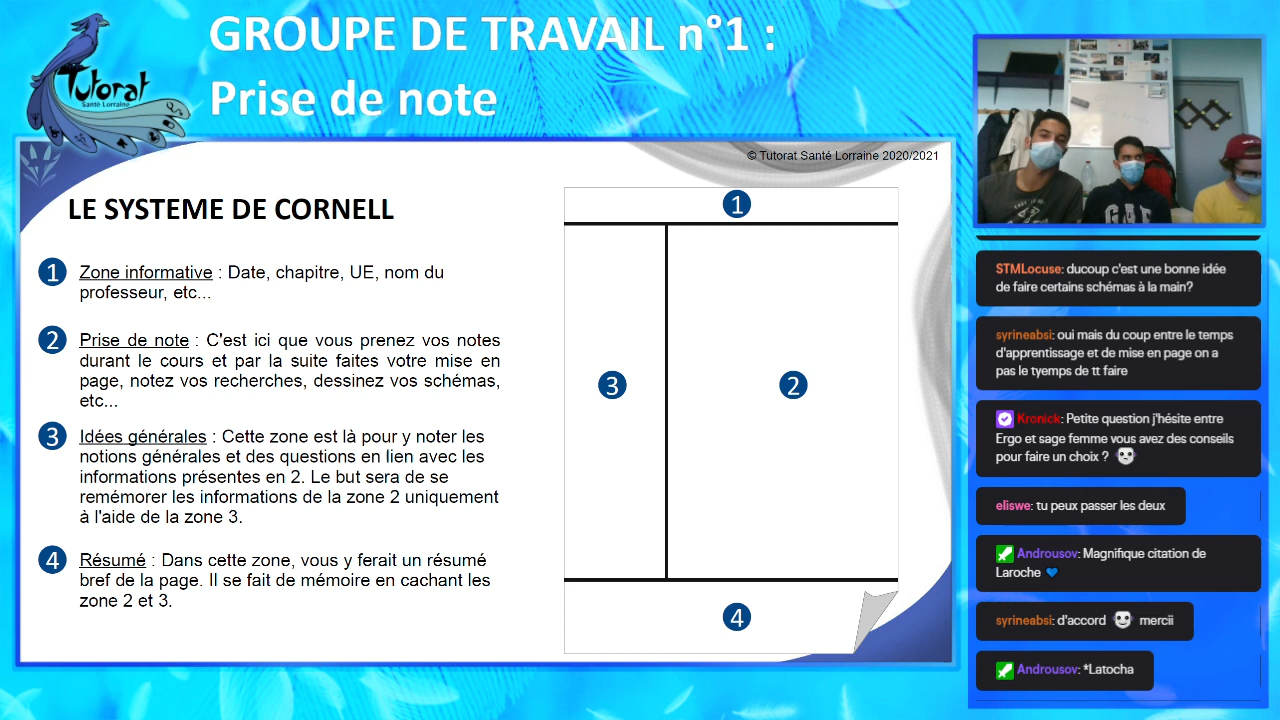 GROUPE DE TRAVAIL n°1 :
Prise de note
Tutorat
Santé Lorraine
© Tutorat Santé Lorraine 2020/2021
LE SYSTEME DE CORNELL
1 Zone informative : Date, chapitre, UE, nom du
professeur, etc...
2 Prise de note : C'est ici que vous prenez vos notes
durant le cours et par la suite faites votre mise en
page, notez vos recherches, dessinez vos schémas,
etc...
3 Idées générales : Cette zone est là pour y noter les
notions générales et des questions en lien avec les
informations présentes en 2. Le but sera de se
remémorer les informations de la zone 2 uniquement
à l'aide de la zone 3.
4 Résumé : Dans cette zone, vous y ferait un résumé
bref de la page. Il se fait de mémoire en cachant les
zone 2 et 3.
1
3
2
4
GAP
STMLocuse: ducoup c'est une bonne idée
de faire certains schémas à la main?
syrineabsi: oui mais du coup entre le temps
d'apprentissage et de mise en page on a
pas le tyemps de tt faire
Kronick: Petite question j'hésite entre
Ergo et sage femme vous avez des conseils
pour faire un choix ?
eliswe: tu peux passer les deux
Androusov: Magnifique citation de
Laroche
syrineabsi: d'accord mercii
Androusov: *Latocha